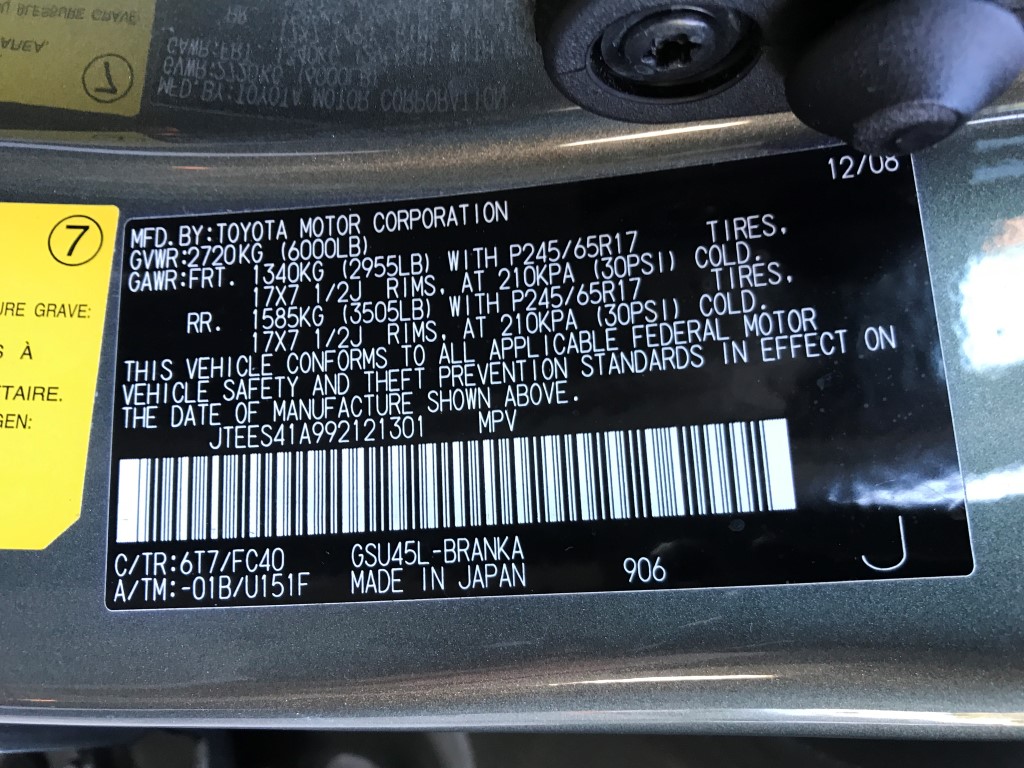 12/08
MFD.BY:TOYOTA MOTOR CORPORATION
GVWR:2720KG (6000LB)
GAWR:FRT. 1340KG (2955LB) WITH P245/65R17 TIRES,
17X7 1/2J RIMS, AT 210KPA (30PSI) COLD.
RR. 1585KG (3505LB) WITH P245/65R17 TIRES,
17X7 1/2J RIMS, AT 210KPA (30PSI) COLD.
THIS VEHICLE CONFORMS TO ALL APPLICABLE FEDERAL MOTOR
VEHICLE SAFETY AND THEFT PREVENTION STANDARDS IN EFFECT ON
THE DATE OF MANUFACTURE SHOWN ABOVE.
JTEES41A992121301 MPV
C/TR:6T7/FC40 GSU45L-BRANKA
A/TM:-01B/U151F MADE IN JAPAN 906
J
7
URE GRAVE:
S À
TAIRE.
GEN: